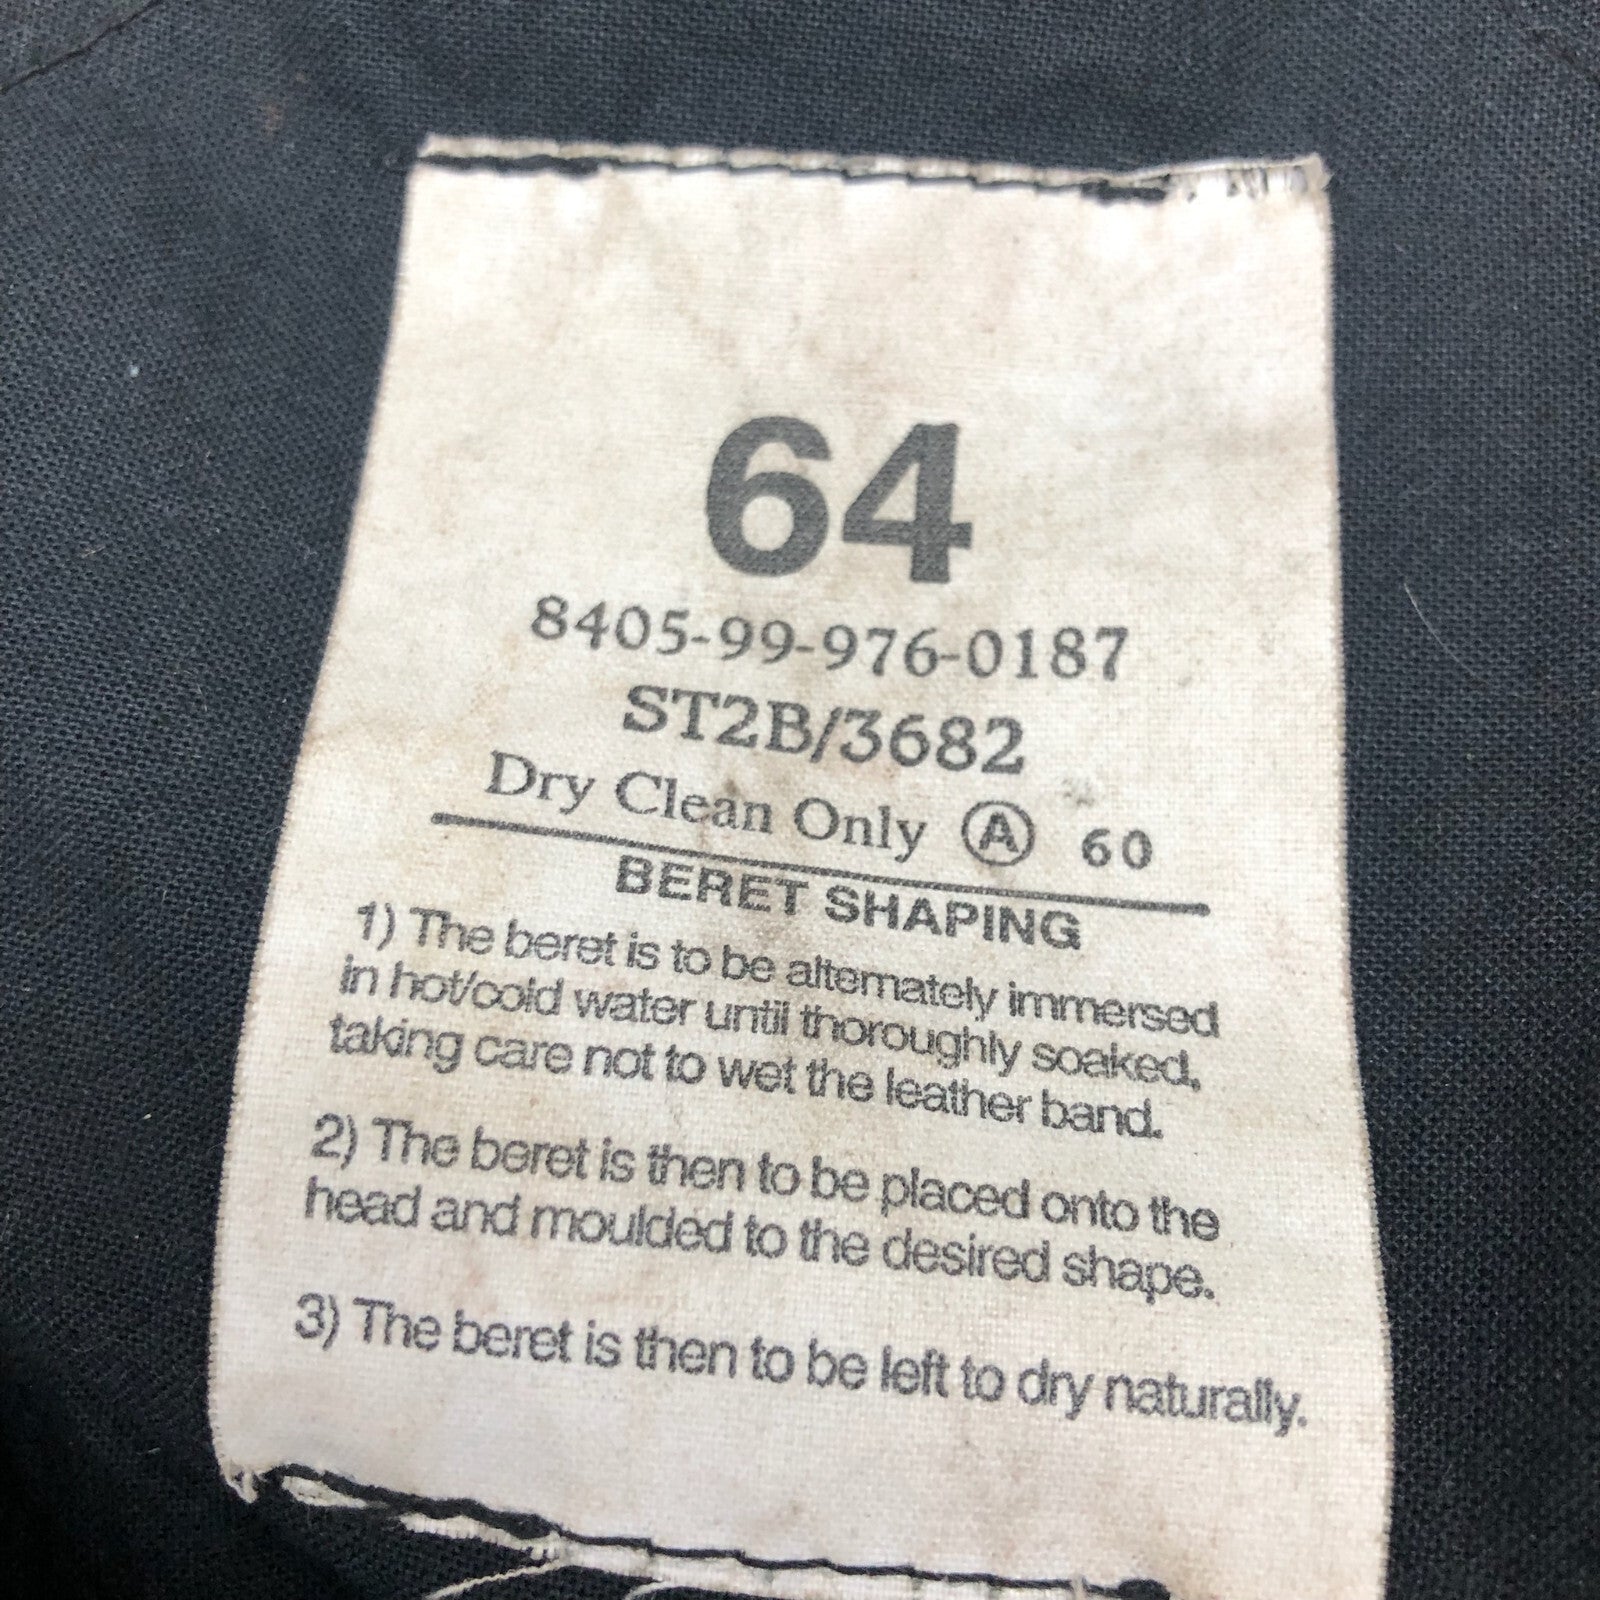 64
8405-99-976-0187
ST2B/3682
Dry Clean Only Ⓐ 60
BERET SHAPING
1) The beret is to be alternately immersed
in hot/cold water until thoroughly soaked,
taking care not to wet the leather band.
2) The beret is then to be placed onto the
head and moulded to the desired shape.
3) The beret is then to be left to dry naturally.